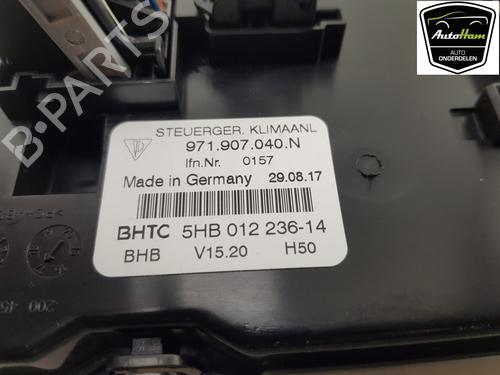 AutoHam
AUTO
ONDERDELEN
B-PARTS
STEUERGER. KLIMAANL
971.907.040.N
lfn.Nr. 0157
Made in Germany 29.08.17
BHTC 5HB 012 236-14
BHB V15.20 H50